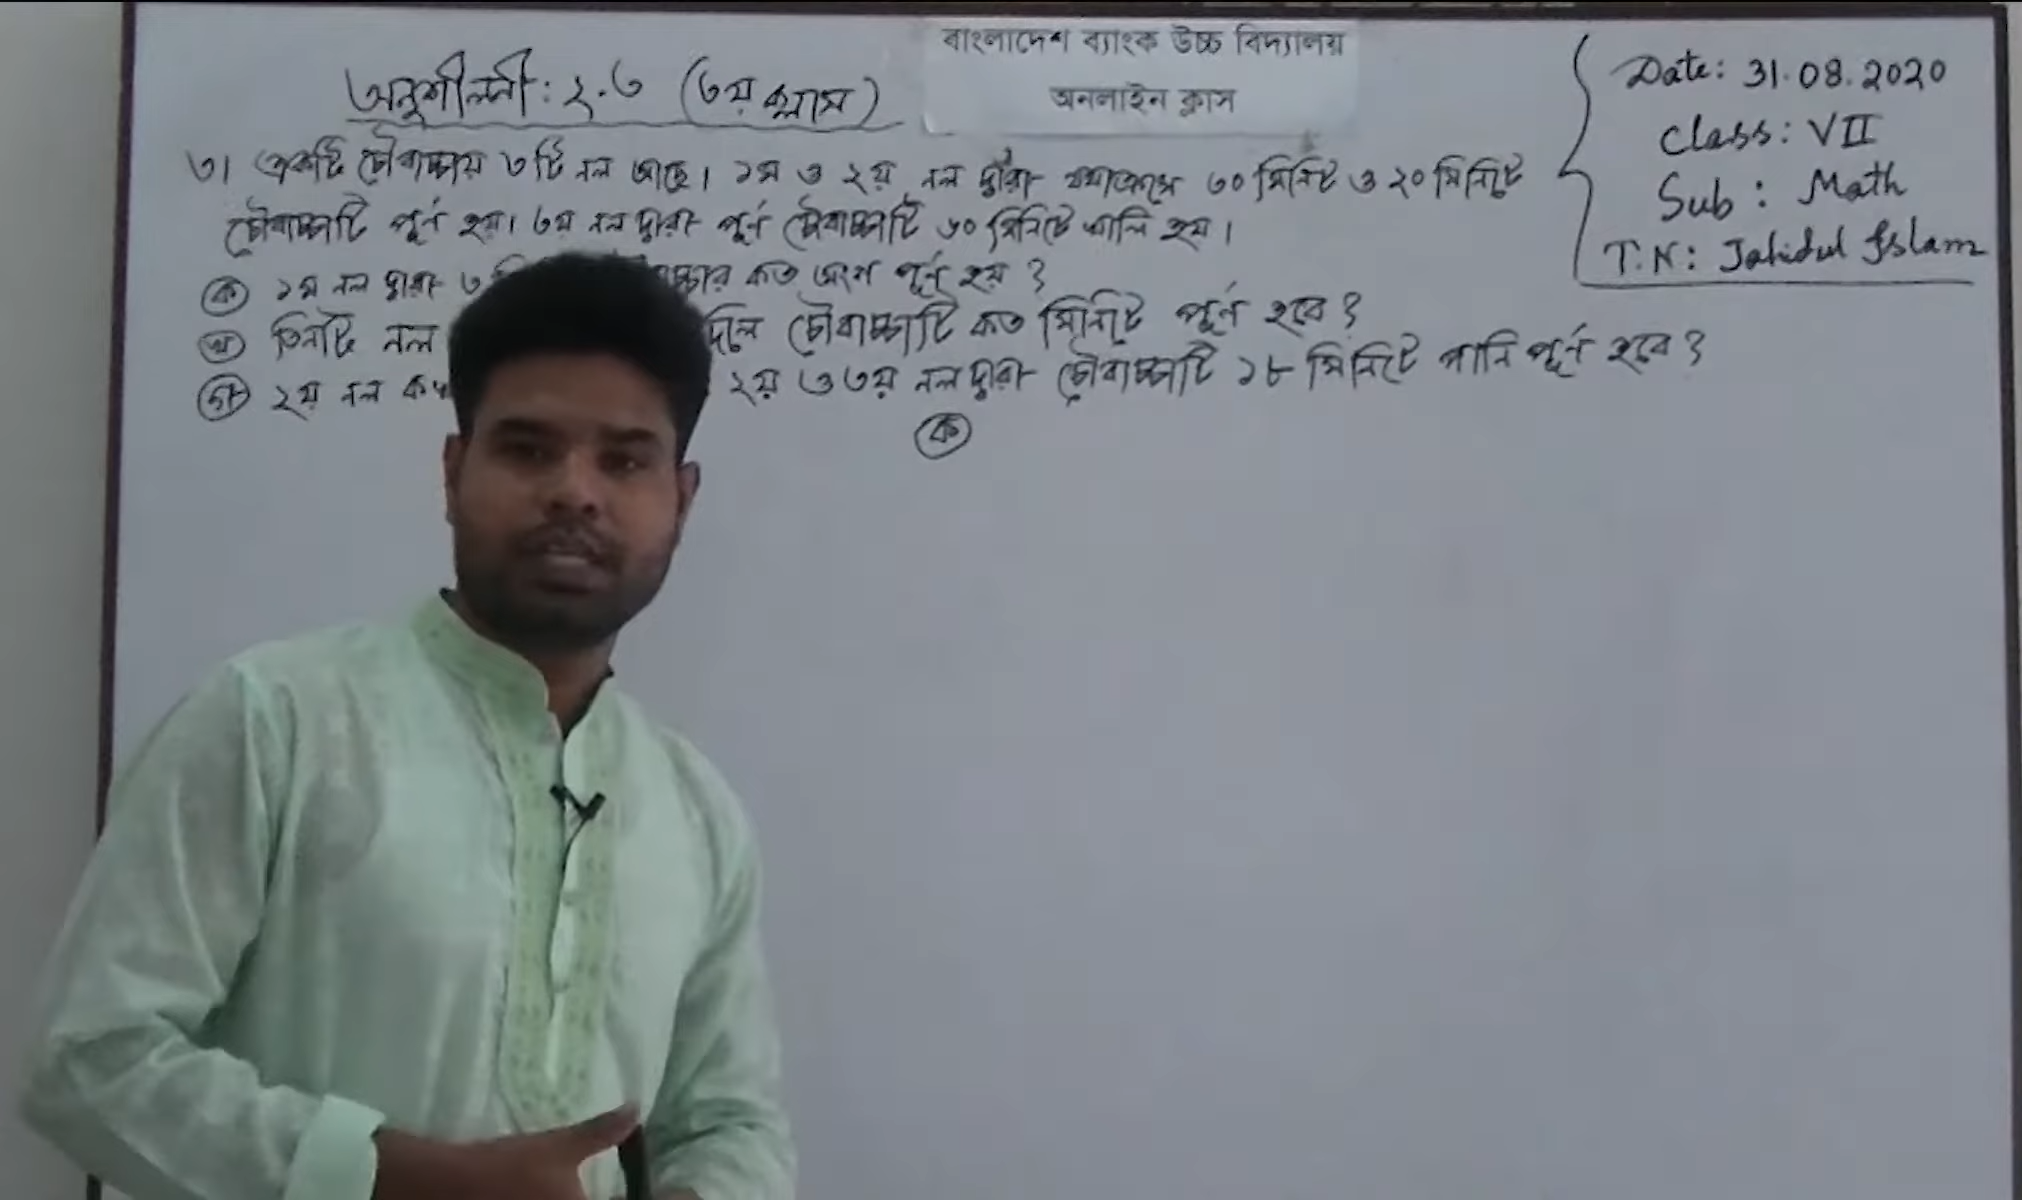 বাংলাদেশ ব্যাংক উচ্চ বিদ্যালয়
অনলাইন ক্লাস
অনুশীলনী: ২.৩ (৩য় ক্লাস)
Date: 31.08.2020
Class: VII
Sub: Math
T.N: Jahidul Islam
৩। একটি চৌবাচ্চায় ৩টি নল আছে। ১ম ও ২য় নল দ্বারা যথাক্রমে ৩০ মিনিট ও ২০ মিনিটে
চৌবাচ্চাটি পূর্ণ হয়। ৩য় নল দ্বারা পূর্ণ চৌবাচ্চাটি ৬০ মিনিটে খালি হয়।
ক ১ম নল দ্বারা ৩ কত অংশ পূর্ণ হয়?
খ তিনটি নল দিলে চৌবাচ্চাটি কত মিনিটে পূর্ণ হবে?
গ ২য় নল ২য় ও ৩য় নল দ্বারা চৌবাচ্চাটি ১৮ মিনিটে পানি পূর্ণ হবে?
ক